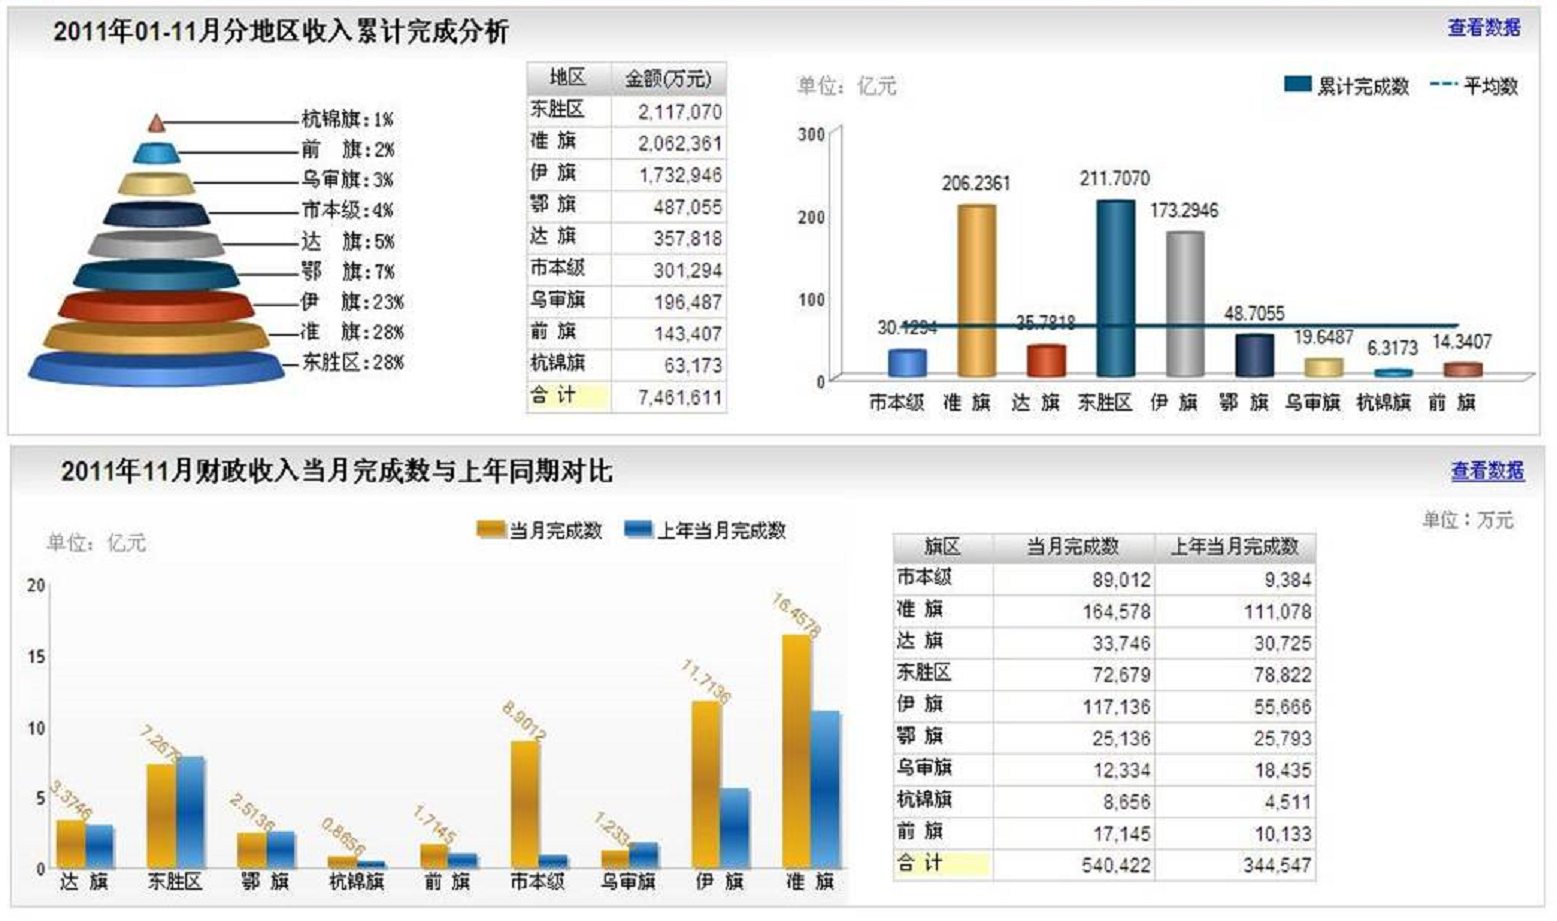 2011年01-11月分地区收入累计完成分析
查看数据
杭锦旗:1%
前 旗:2%
乌审旗:3%
市本级:4%
达 旗:5%
鄂 旗:7%
伊 旗:23%
准 旗:28%
东胜区:28%
地区 金额(万元)
东胜区 2,117,070
准 旗 2,062,361
伊 旗 1,732,946
鄂 旗 487,055
达 旗 357,818
市本级 301,294
乌审旗 196,487
前 旗 143,407
杭锦旗 63,173
合 计 7,461,611
单位：亿元
累计完成数 平均数
300
200
100
0
30.1294
206.2361
35.7818
211.7070
173.2946
48.7055
19.6487
6.3173
14.3407
市本级 准 旗 达 旗 东胜区 伊 旗 鄂 旗 乌审旗 杭锦旗 前 旗
2011年11月财政收入当月完成数与上年同期对比
查看数据
单位：亿元
当月完成数 上年当月完成数
20
15
10
5
0
3.3746
7.2679
2.5136
0.8656
1.7145
8.9012
1.2334
11.7136
16.4578
达 旗 东胜区 鄂 旗 杭锦旗 前 旗 市本级 乌审旗 伊 旗 准 旗
单位：万元
旗区 当月完成数 上年当月完成数
市本级 89,012 9,384
准 旗 164,578 111,078
达 旗 33,746 30,725
东胜区 72,679 78,822
伊 旗 117,136 55,666
鄂 旗 25,136 25,793
乌审旗 12,334 18,435
杭锦旗 8,656 4,511
前 旗 17,145 10,133
合 计 540,422 344,547